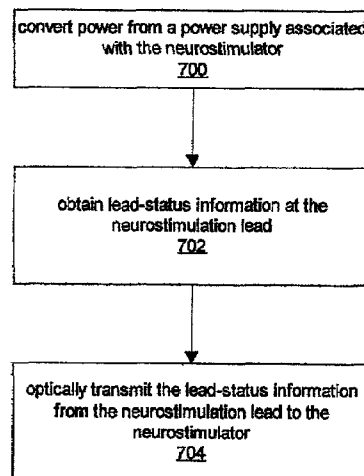 convert power from a power supply associated
with the neurostimulator
700
obtain lead-status information at the
neurostimulation lead
702
optically transmit the lead-status information
from the neurostimulation lead to the
neurostimulator
704